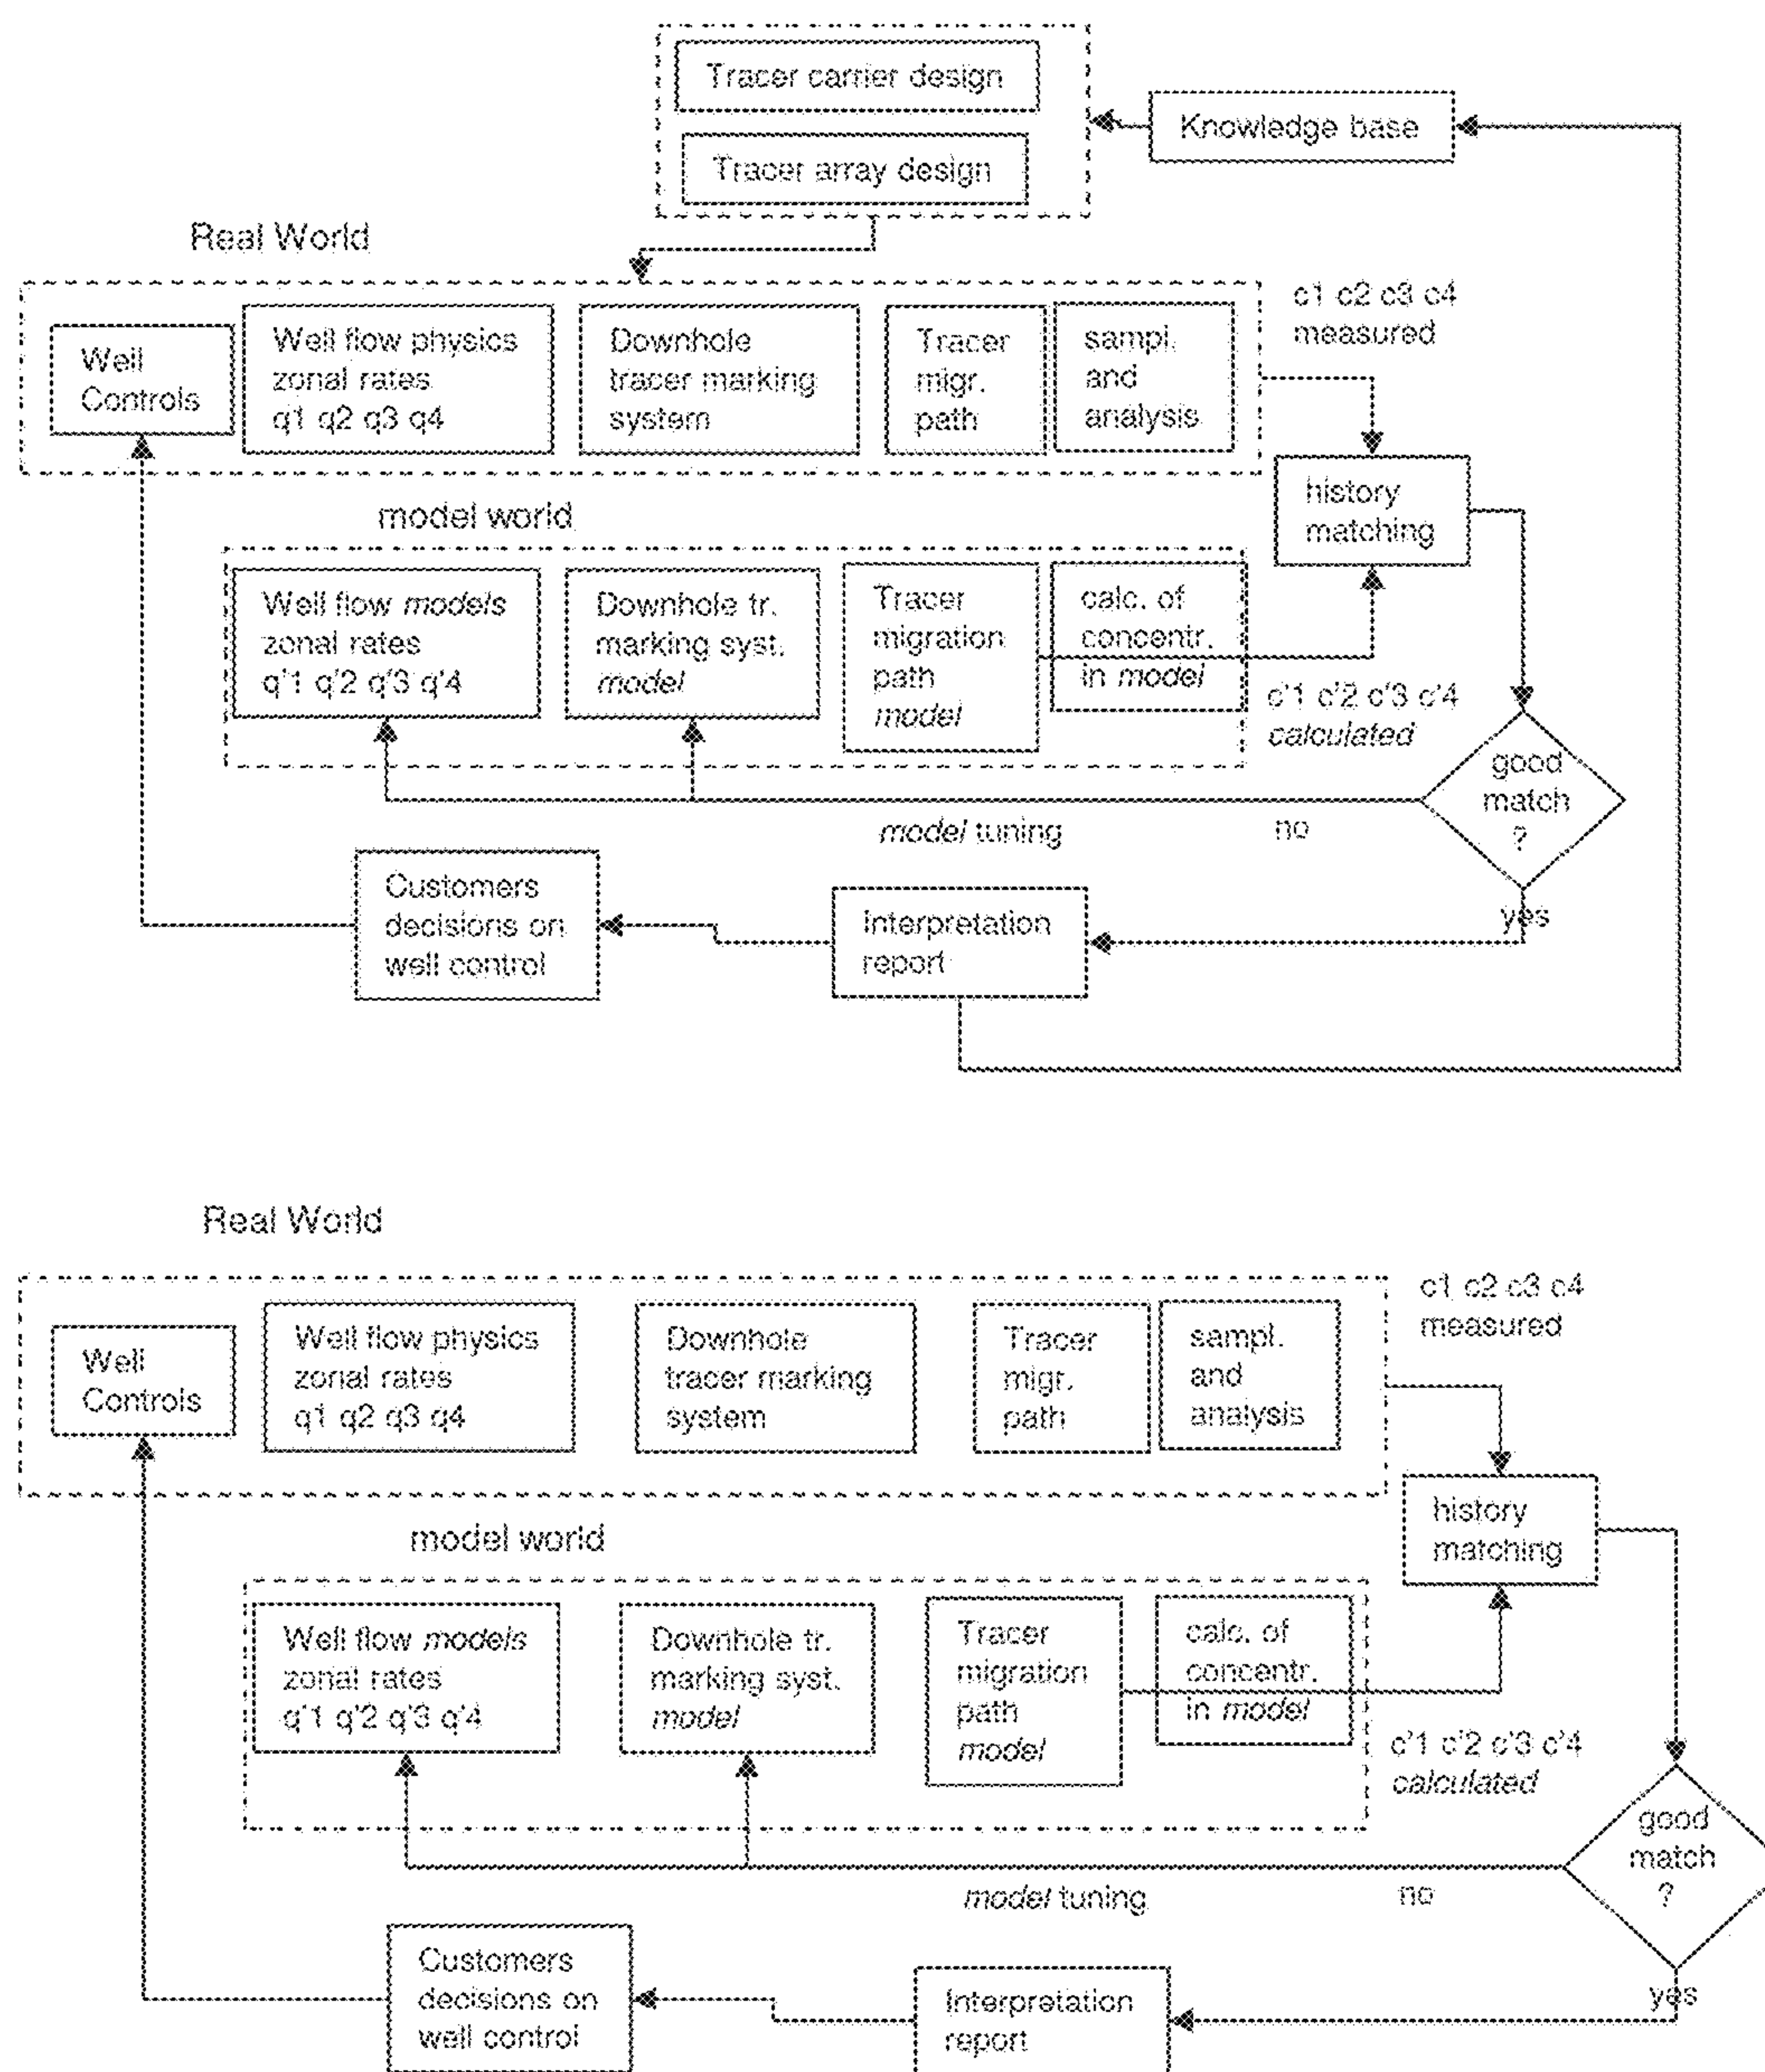 Tracer carrier design
Tracer array design
Knowledge base
Real World
Well
Controls
Well flow physics
zonal rates
q1 q2 q3 q4
Downhole
tracer marking
system
Tracer
migr.
path
sampl.
and
analysis
c1 c2 c3 c4
measured
history
matching
model world
Well flow models
zonal rates
q'1 q'2 q'3 q'4
Downhole tr.
marking syst.
model
Tracer
migration
path
model
calc. of
concentr.
in model
c'1 c'2 c'3 c'4
calculated
good
match
?
model tuning
no
yes
Customers
decisions on
well control
Interpretation
report
Real World
Well
Controls
Well flow physics
zonal rates
q1 q2 q3 q4
Downhole
tracer marking
system
Tracer
migr.
path
sampl.
and
analysis
c1 c2 c3 c4
measured
history
matching
model world
Well flow models
zonal rates
q'1 q'2 q'3 q'4
Downhole tr.
marking syst.
model
Tracer
migration
path
model
calc. of
concentr.
in model
c'1 c'2 c'3 c'4
calculated
good
match
?
model tuning
no
yes
Customers
decisions on
well control
Interpretation
report